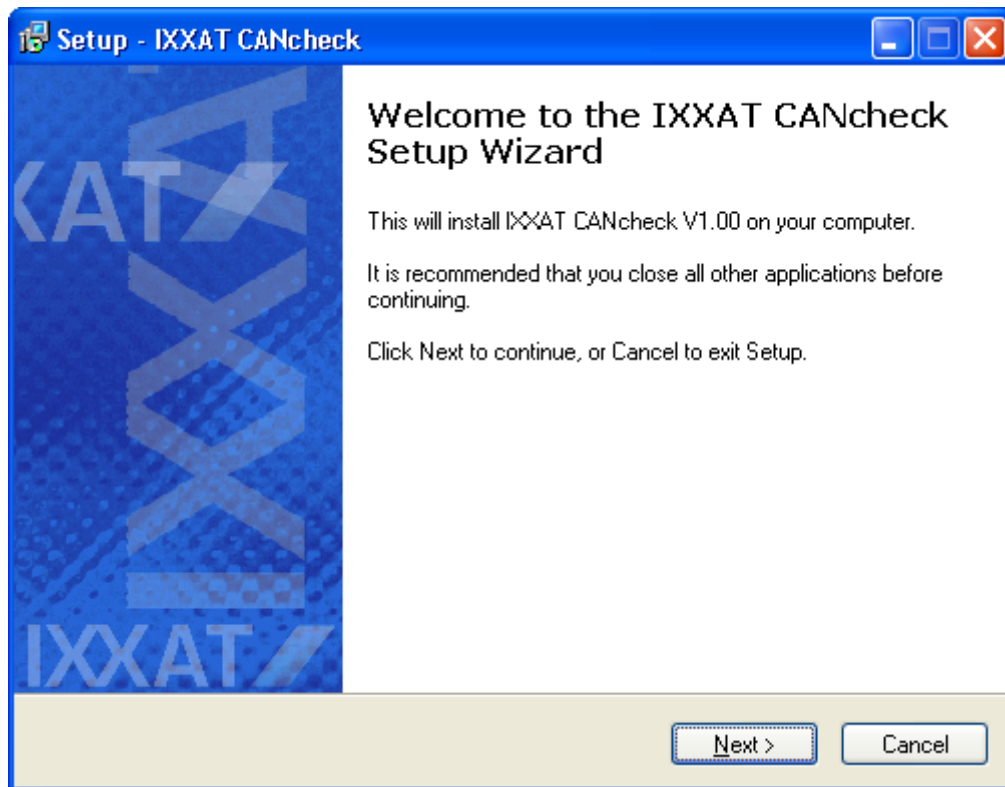 Setup - IXXAT CANcheck
Welcome to the IXXAT CANcheck
Setup Wizard
This will install IXXAT CANcheck V1.00 on your computer.
It is recommended that you close all other applications before
continuing.
Click Next to continue, or Cancel to exit Setup.
XAT
IXXA
IXXAT
Next >
Cancel